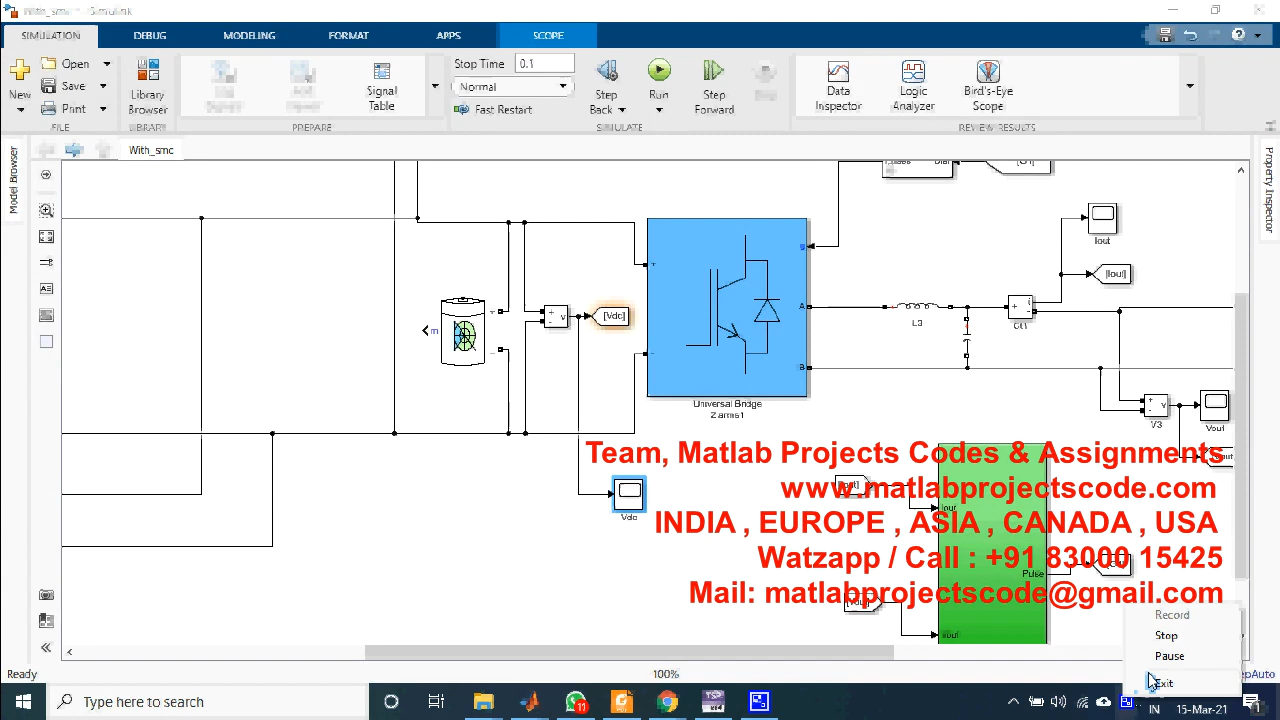 SIMULATION
DEBUG
MODELING
FORMAT
APPS
SCOPE
New
Open
Save
Print
FILE
Library
Browser
LIBRARY
Signal
Table
PREPARE
Stop Time 0.1
Normal
Fast Restart
Step
Back
Run
Step
Forward
SIMULATE
Data
Inspector
Logic
Analyzer
Bird's-Eye
Scope
REVIEW RESULTS
Model Browser
With_smc
Property Inspector
Iout
[Iout]
m
+
v
[Vdc]
g
A
B
Universal Bridge
2 arms1
L3
V3
Vout
Vdc
Team, Matlab Projects Codes & Assignments
www.matlabprojectscode.com
INDIA , EUROPE , ASIA , CANADA , USA
Watzapp / Call : +91 83000 15425
Mail: matlabprojectscode@gmail.com
Iout
Pulse
Record
Stop
Pause
Exit
Ready
100%
Type here to search
11
IN
15-Mar-21
1